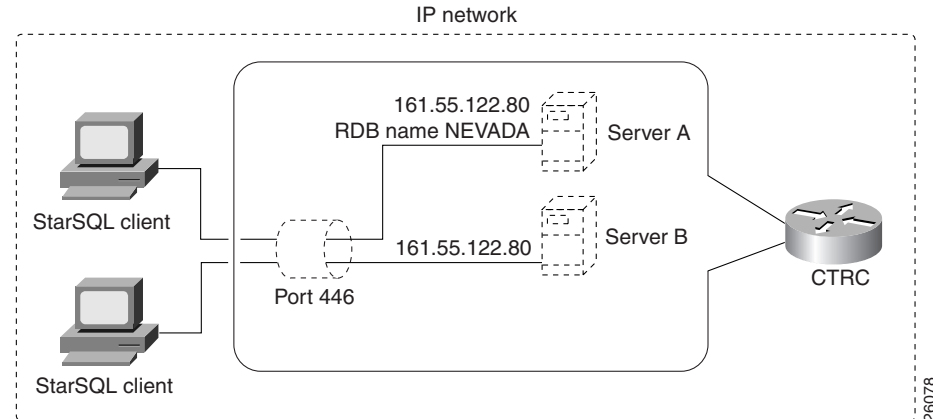 IP network
161.55.122.80
RDB name NEVADA
Server A
StarSQL client
161.55.122.80
Server B
Port 446
CTRC
StarSQL client
26078